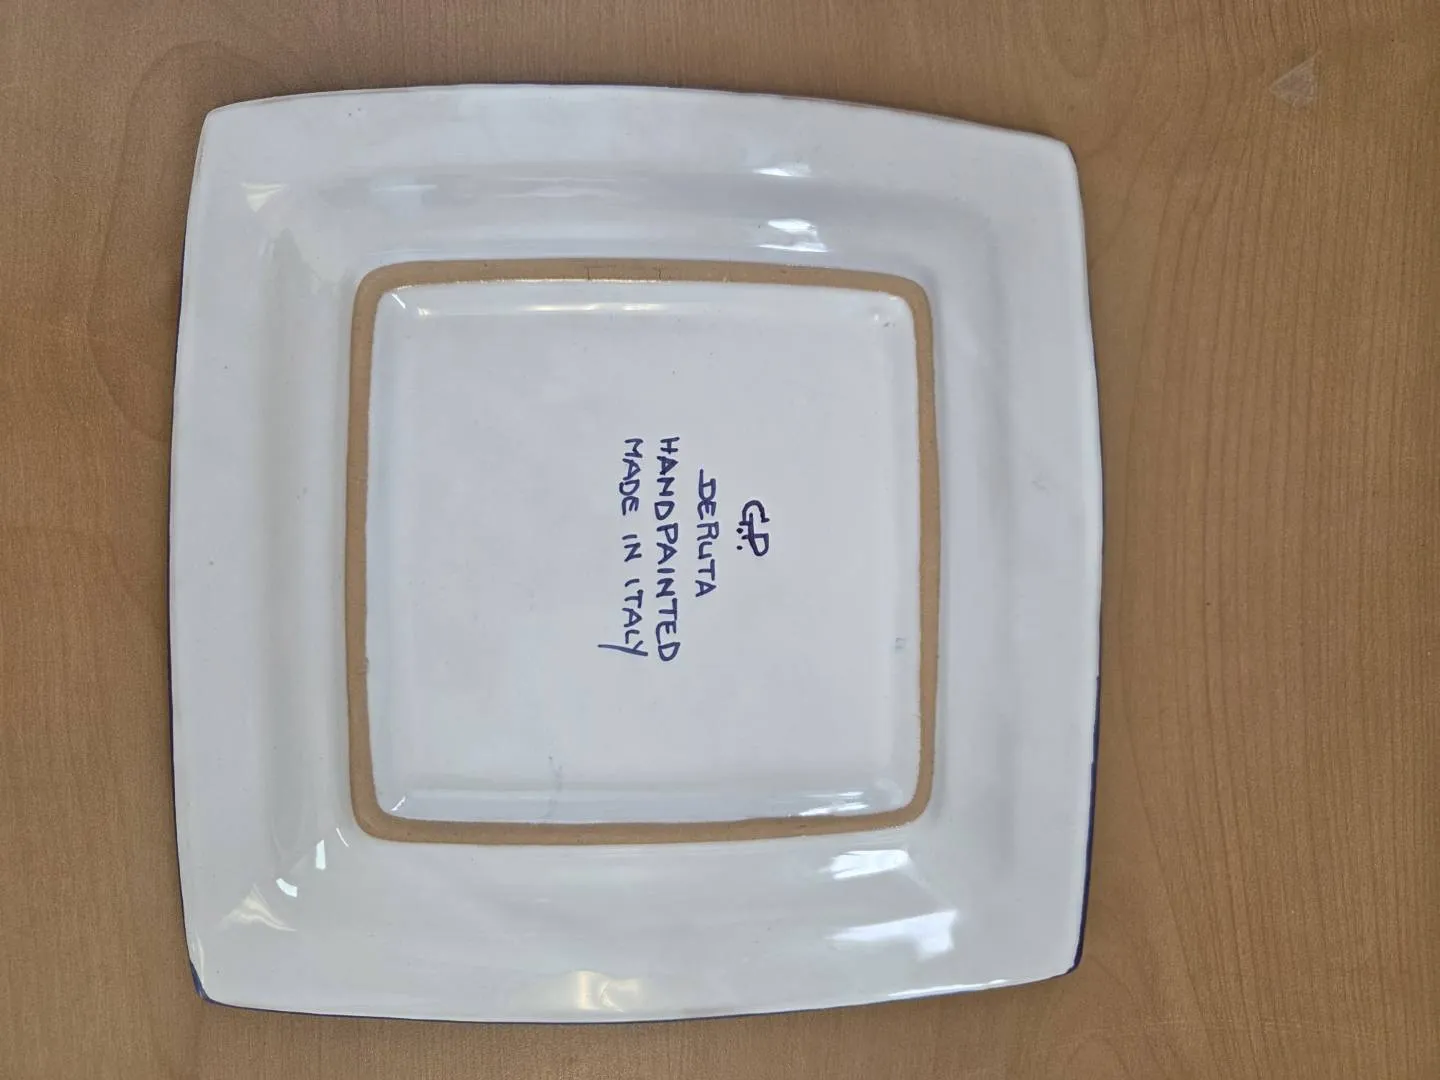 G.P.
DERUTA
HANDPAINTED
MADE IN ITALY